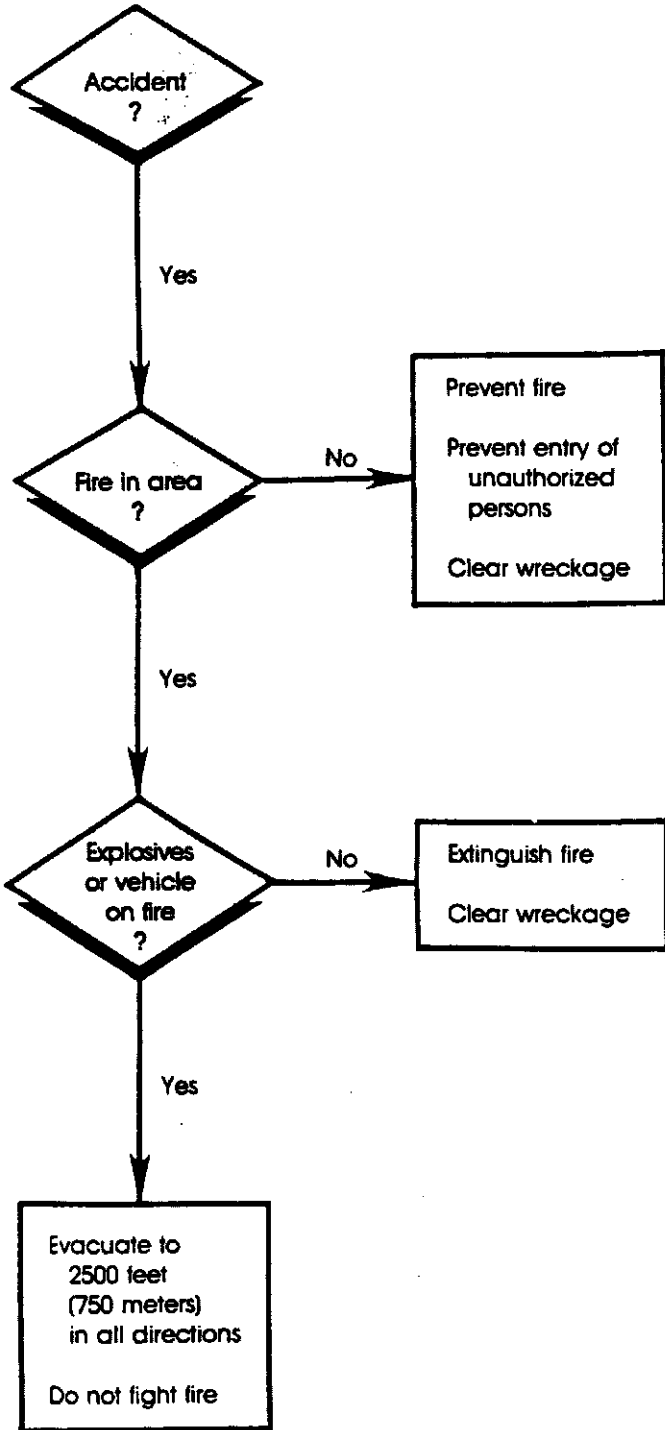 Accident
?
Yes
Fire in area
?
No
Prevent fire
Prevent entry of
unauthorized
persons
Clear wreckage
Yes
Explosives
or vehicle
on fire
?
No
Extinguish fire
Clear wreckage
Yes
Evacuate to
2500 feet
(750 meters)
in all directions
Do not fight fire